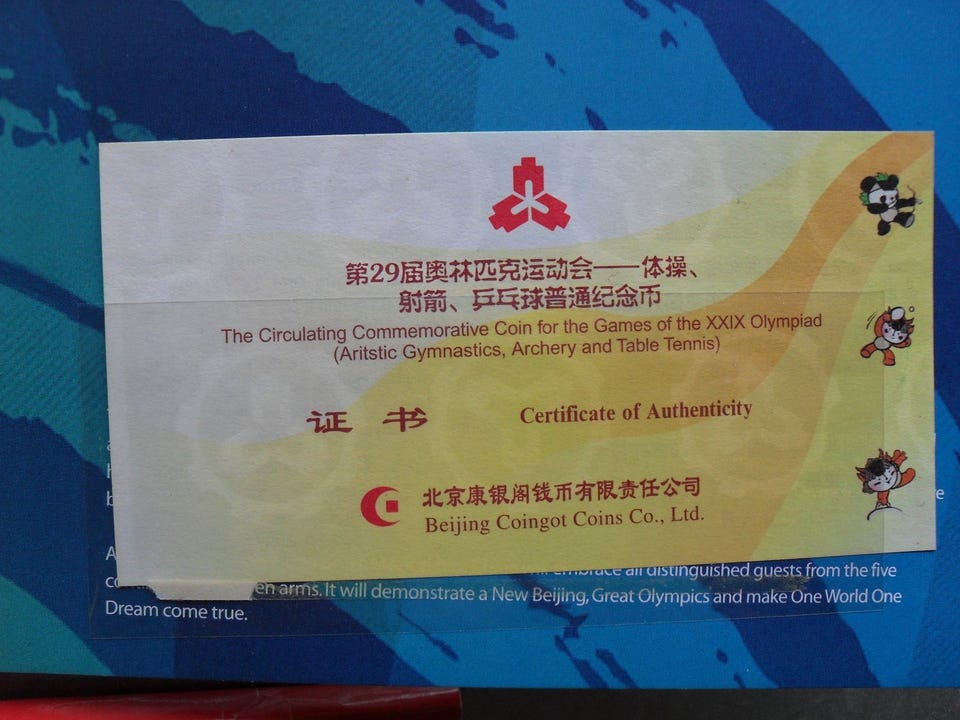 第29届奥林匹克运动会——体操、
射箭、乒乓球普通纪念币
The Circulating Commemorative Coin for the Games of the XXIX Olympiad
(Aritstic Gymnastics, Archery and Table Tennis)
证 书 Certificate of Authenticity
北京康银阁钱币有限责任公司
Beijing Coingot Coins Co., Ltd.
embrace all distinguished guests from the five
arms. It will demonstrate a New Beijing, Great Olympics and make One World One
Dream come true.